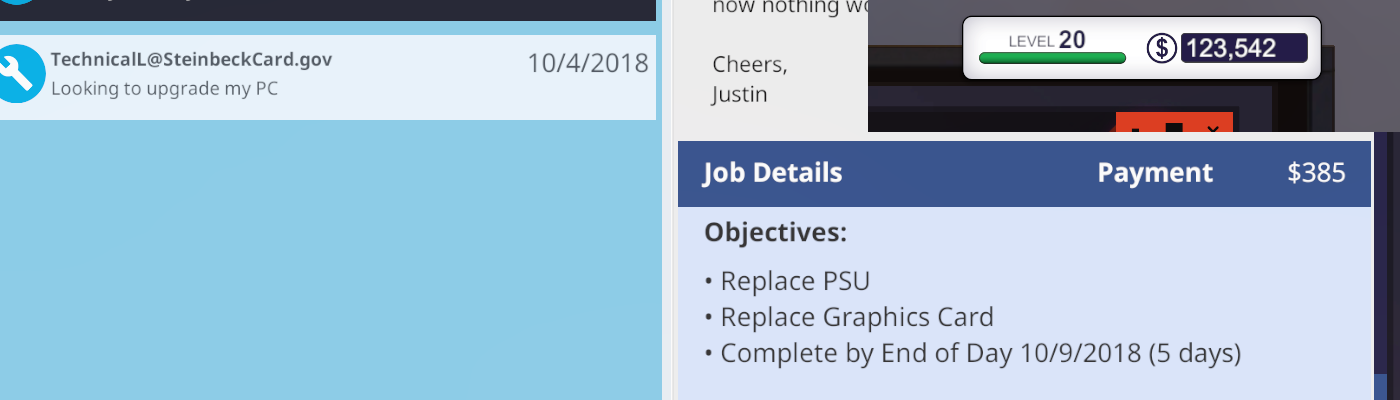 TechnicalL@SteinbeckCard.gov
10/4/2018
Looking to upgrade my PC
now nothing
Cheers,
Justin
LEVEL 20
$ 123,542
Job Details
Payment
$385
Objectives:
• Replace PSU
• Replace Graphics Card
• Complete by End of Day 10/9/2018 (5 days)